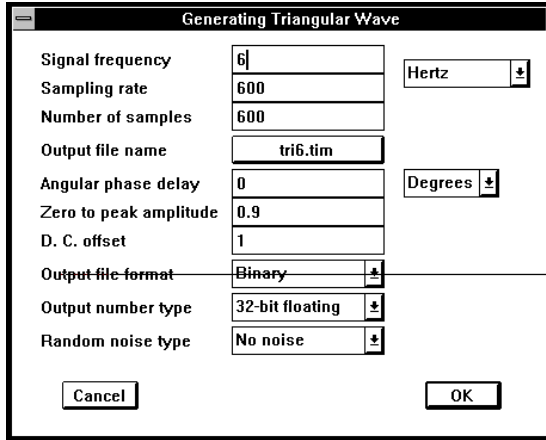 Generating Triangular Wave
Signal frequency 6 Hertz
Sampling rate 600
Number of samples 600
Output file name tri6.tim
Angular phase delay 0 Degrees
Zero to peak amplitude 0.9
D. C. offset 1
Output file format Binary
Output number type 32-bit floating
Random noise type No noise
Cancel OK